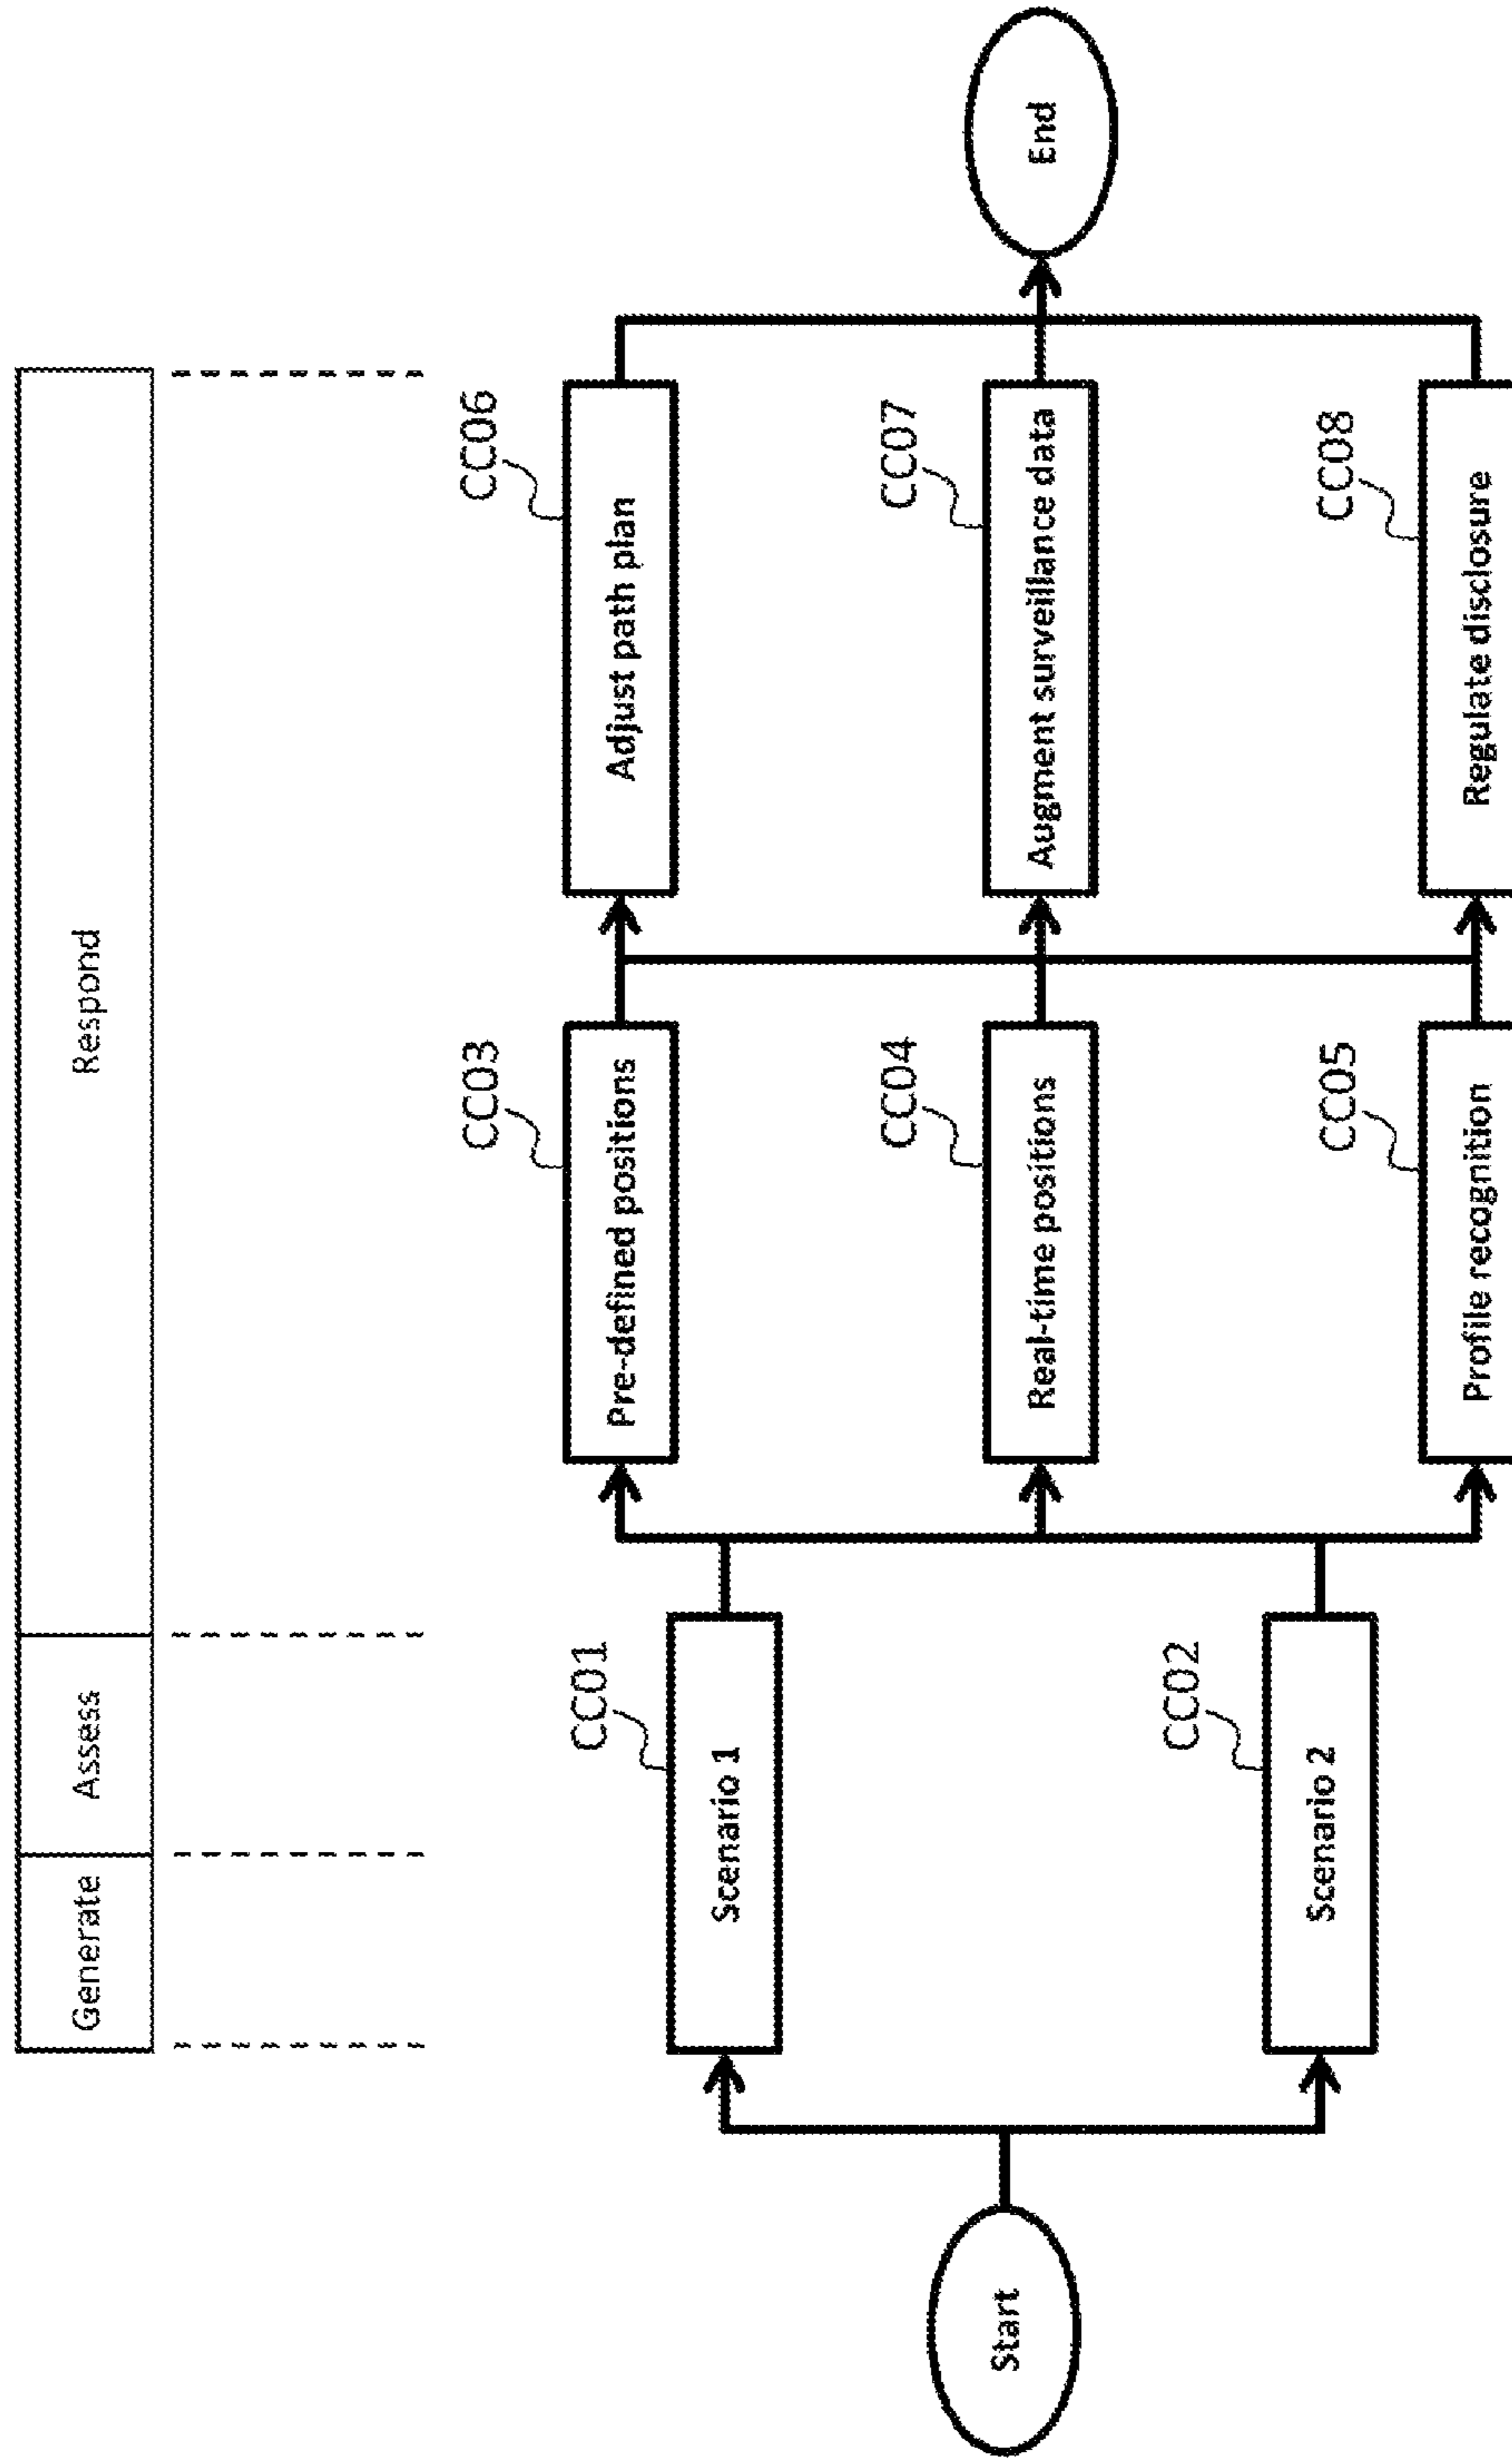 Generate
Assess
Respond
Start
CC01
Scenario 1
CC02
Scenario 2
CC03
Pre-defined positions
CC04
Real-time positions
CC05
Profile recognition
CC06
Adjust path plan
CC07
Augment surveillance data
CC08
Regulate disclosure
End